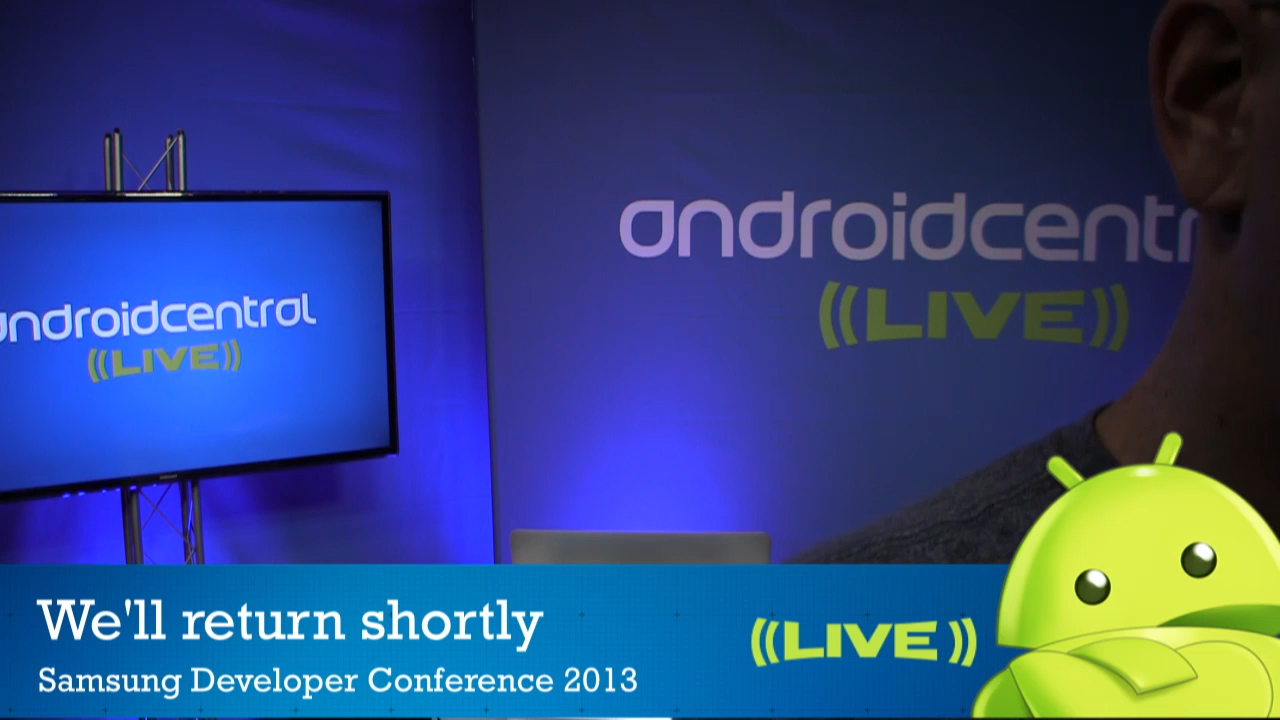 androidcentral
((LIVE))
androidcentr
((LIVE))
We'll return shortly
((LIVE))
Samsung Developer Conference 2013